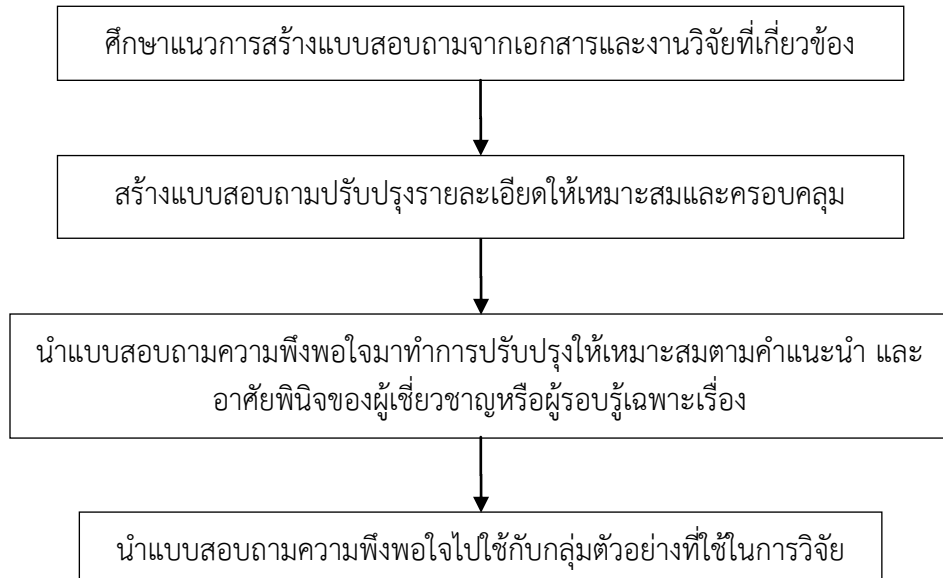 ศึกษาแนวการสร้างแบบสอบถามจากเอกสารและงานวิจัยที่เกี่ยวข้อง
สร้างแบบสอบถามปรับปรุงรายละเอียดให้เหมาะสมและครอบคลุม
นำแบบสอบถามความพึงพอใจมาทำการปรับปรุงให้เหมาะสมตามคำแนะนำ และ
อาศัยพินิจของผู้เชี่ยวชาญหรือผู้รอบรู้เฉพาะเรื่อง
นำแบบสอบถามความพึงพอใจไปใช้กับกลุ่มตัวอย่างที่ใช้ในการวิจัย